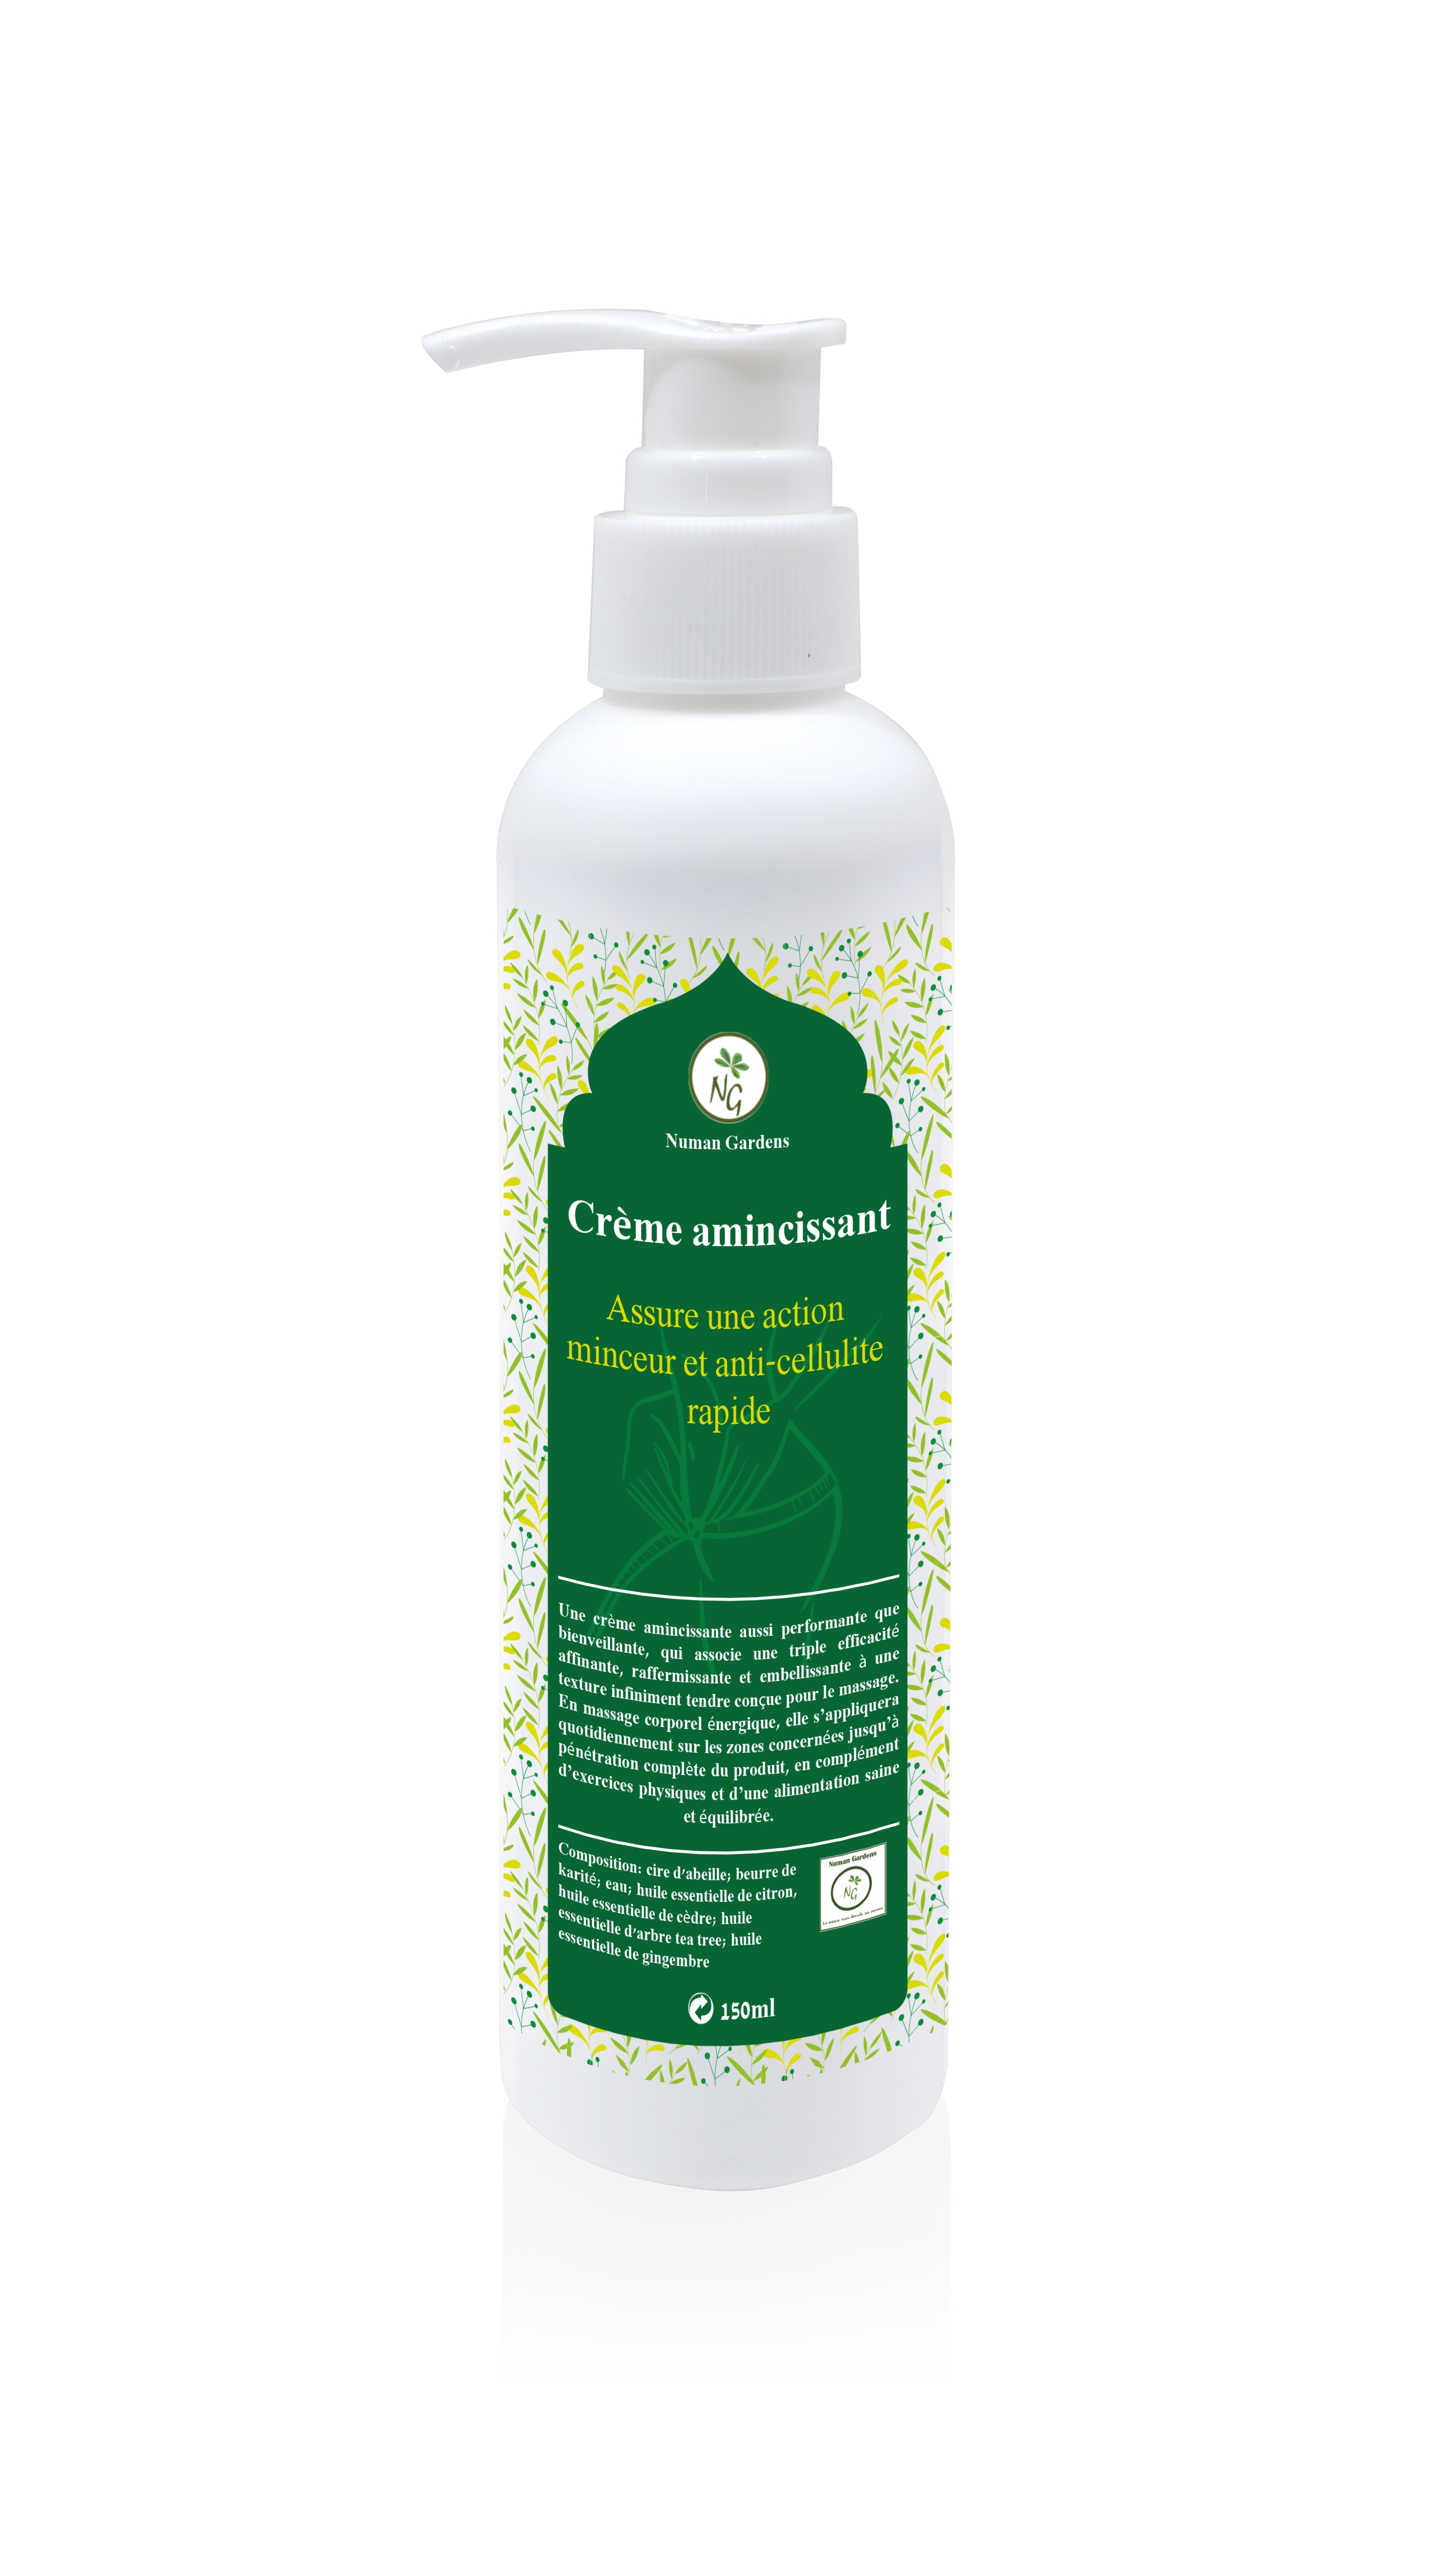 NG
Numan Gardens
Crème amincissant
Assure une action
minceur et anti-cellulite
rapide
Une crème amincissante aussi performante que
bienveillante, qui associe une triple efficacité
affinante, raffermissante et embellissante à une
texture infiniment tendre conçue pour le massage.
En massage corporel énergique, elle s’appliquera
quotidiennement sur les zones concernées jusqu’à
pénétration complète du produit, en complément
d’exercices physiques et d’une alimentation saine
et équilibrée.
Composition: cire d'abeille; beurre de
karité; eau; huile essentielle de citron,
huile essentielle de cèdre; huile
essentielle d'arbre tea tree; huile
essentielle de gingembre
Numan Gardens
NG
150ml